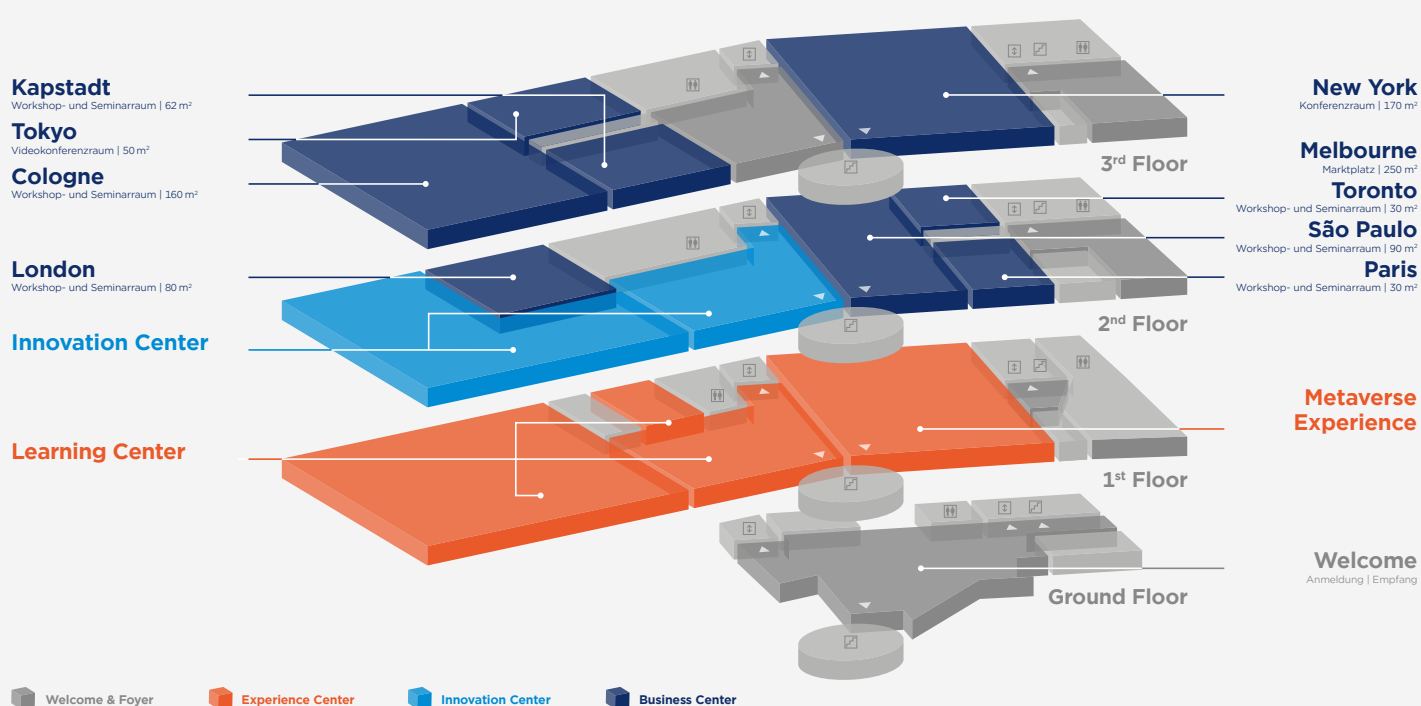 Kapstadt
Workshop- und Seminarraum | 62 m²
Tokyo
Videokonferenzraum | 50 m²
Cologne
Workshop- und Seminarraum | 160 m²
London
Workshop- und Seminarraum | 80 m²
Innovation Center
Learning Center
New York
Konferenzraum | 170 m²
3rd Floor
Melbourne
Marktplatz | 250 m²
Toronto
Workshop- und Seminarraum | 30 m²
São Paulo
Workshop- und Seminarraum | 90 m²
Paris
Workshop- und Seminarraum | 30 m²
2nd Floor
Metaverse
Experience
1st Floor
Welcome
Anmeldung | Empfang
Ground Floor
Welcome & Foyer
Experience Center
Innovation Center
Business Center